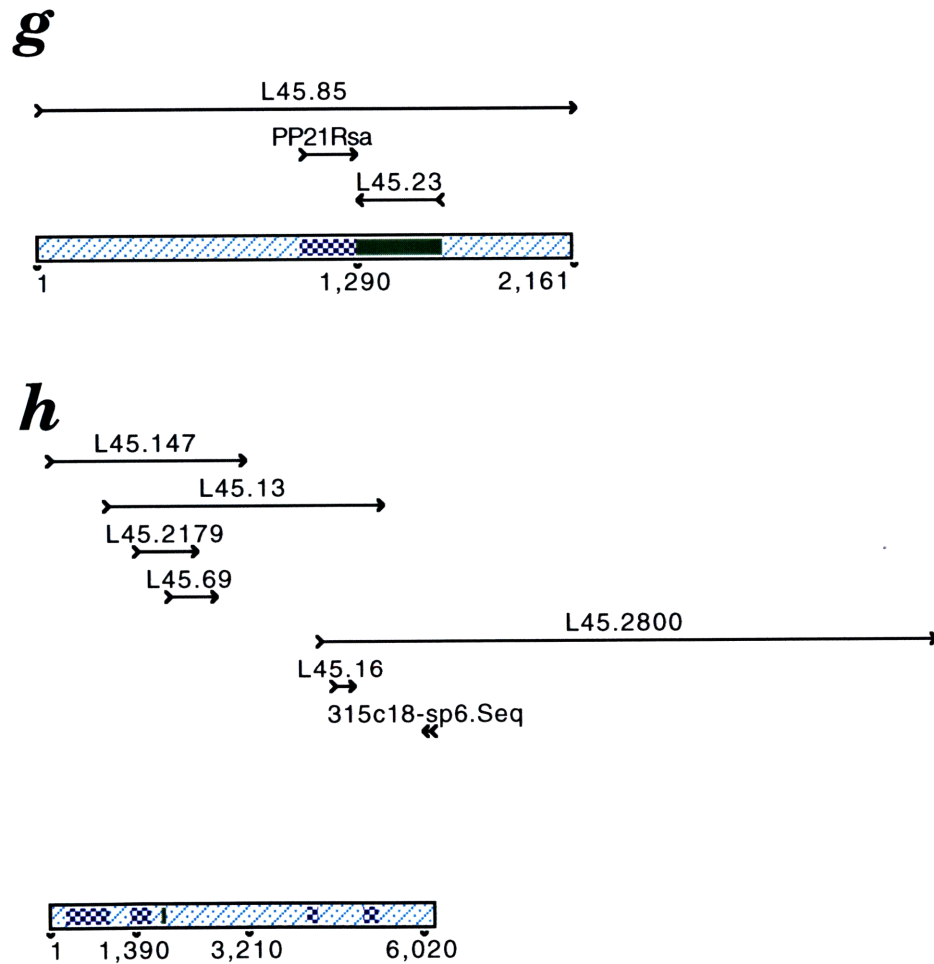 g
L45.85
PP21Rsa
L45.23
1 1,290 2,161
h
L45.147
L45.13
L45.2179
L45.69
L45.2800
L45.16
315c18-sp6.Seq
1 1,390 3,210 6,020